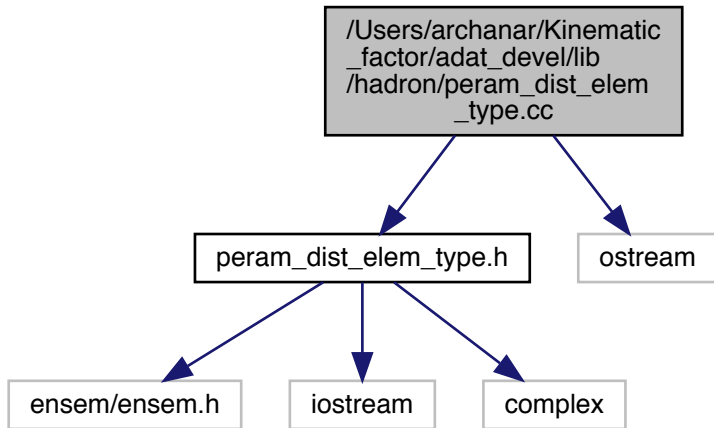 /Users/archanar/Kinematic
_factor/adat_devel/lib
/hadron/peram_dist_elem
_type.cc
peram_dist_elem_type.h
ostream
ensem/ensem.h
iostream
complex